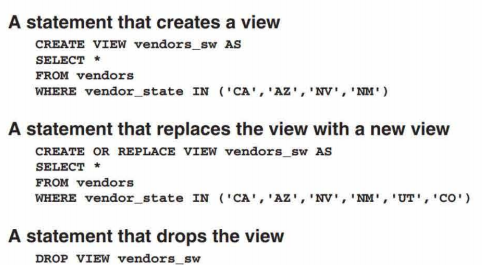 A statement that creates a view
CREATE VIEW vendors_sw AS
SELECT *
FROM vendors
WHERE vendor_state IN ('CA','AZ','NV','NM')
A statement that replaces the view with a new view
CREATE OR REPLACE VIEW vendors_sw AS
SELECT *
FROM vendors
WHERE vendor_state IN ('CA','AZ','NV','NM','UT','CO')
A statement that drops the view
DROP VIEW vendors_sw